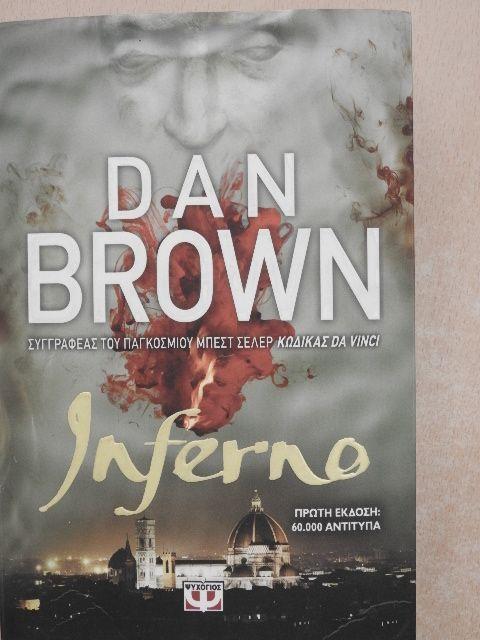 DAN
BROWN
ΣΥΓΓΡΑΦΕΑΣ ΤΟΥ ΠΑΓΚΟΣΜΙΟΥ ΜΠΕΣΤ ΣΕΛΕΡ ΚΩΔΙΚΑΣ DA VINCI
Inferno
ΠΡΩΤΗ ΕΚΔΟΣΗ:
60.000 ΑΝΤΙΤΥΠΑ
ΨΥΧΟΓΙΟΣ
Ψ